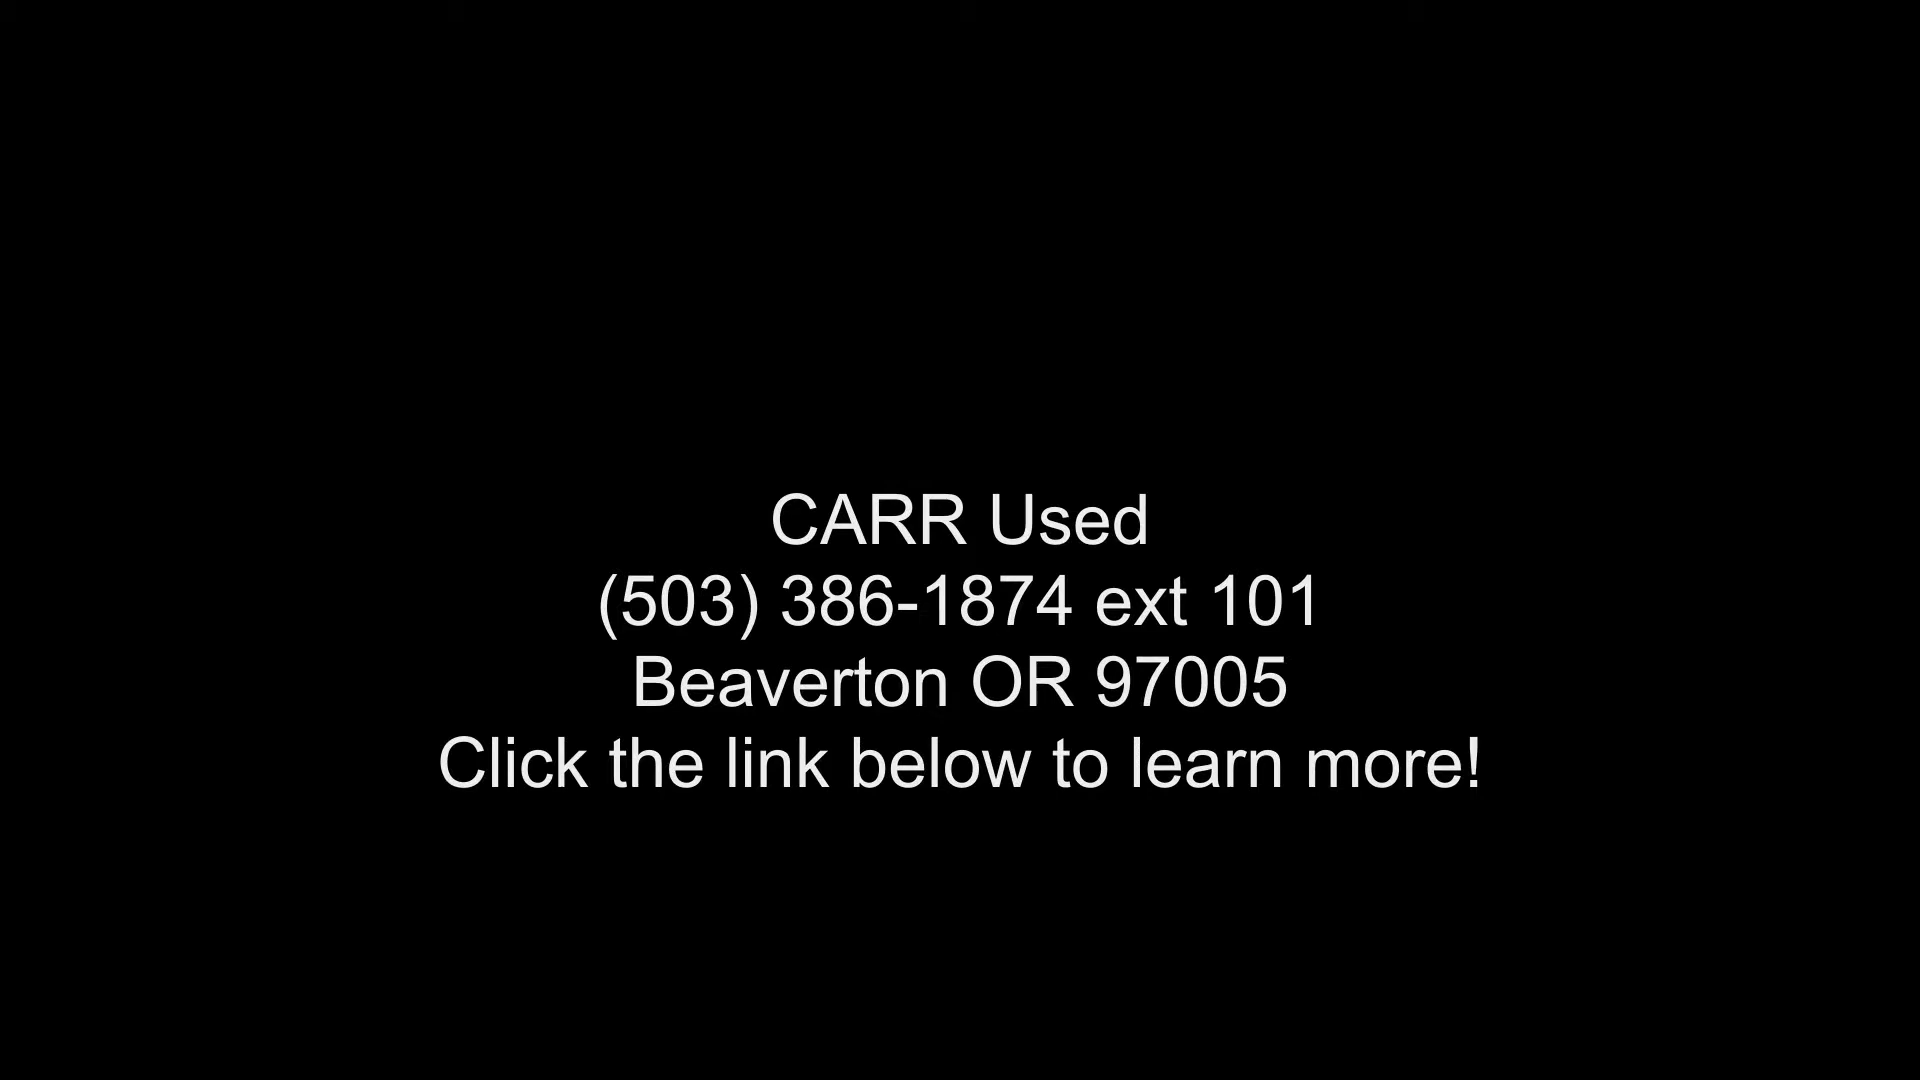 CARR Used
(503) 386-1874 ext 101
Beaverton OR 97005
Click the link below to learn more!